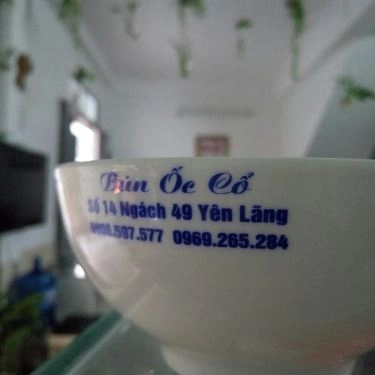 Bún Ốc Cổ
Số 14 Ngách 49 Yên Lãng
0969.265.284